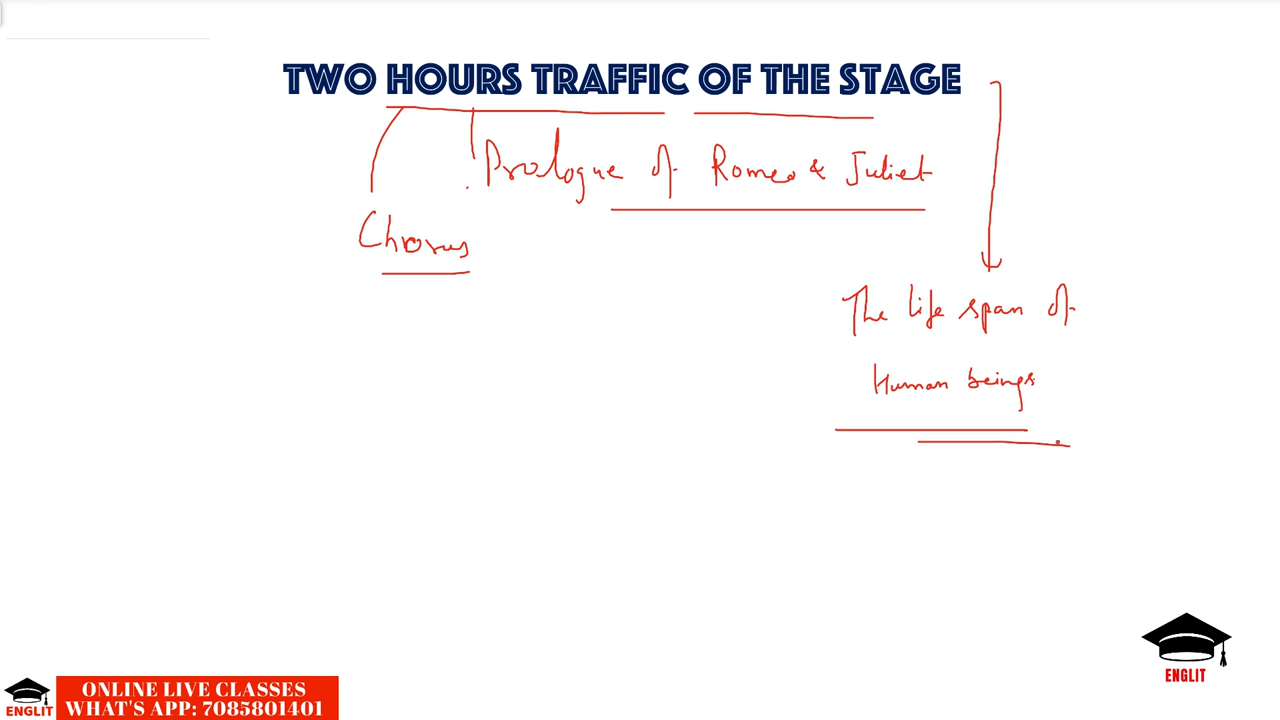 TWO HOURS TRAFFIC OF THE STAGE
Prologue of Romeo & Juliet
Chorus
The life span of
Human beings
ENGLIT
ENGLIT
ONLINE LIVE CLASSES
WHAT'S APP: 7085801401